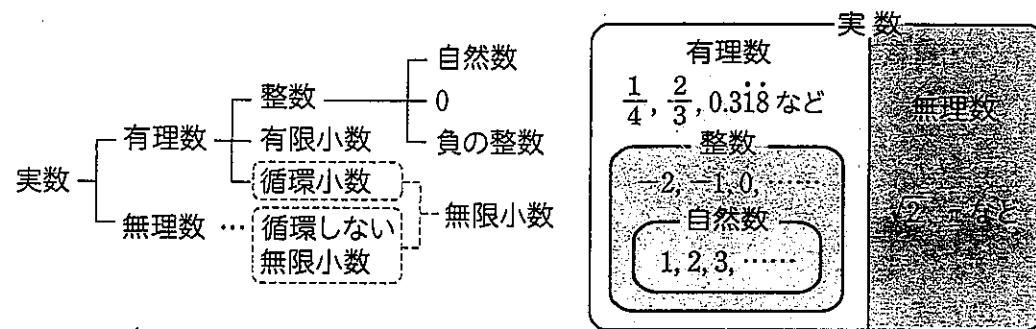 実数
有理数
整数
自然数
0
負の整数
有限小数
循環小数
無理数 … 循環しない
無限小数
無限小数
実数
有理数
1/4, 2/3, 0.31̇8̇ など
整数
−2, −1, 0, ……
自然数
1, 2, 3, ……
無理数
√2, π など